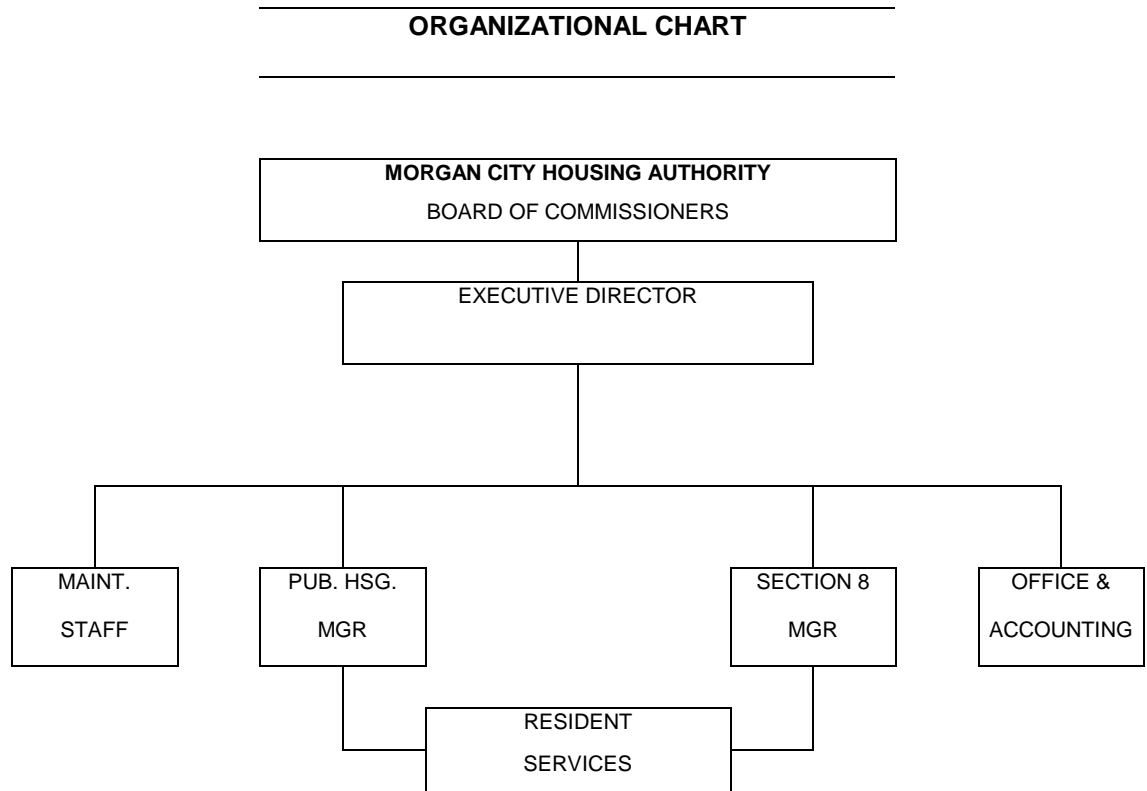 ORGANIZATIONAL CHART
MORGAN CITY HOUSING AUTHORITY
BOARD OF COMMISSIONERS
EXECUTIVE DIRECTOR
MAINT.
STAFF
PUB. HSG.
MGR
SECTION 8
MGR
OFFICE &
ACCOUNTING
RESIDENT
SERVICES